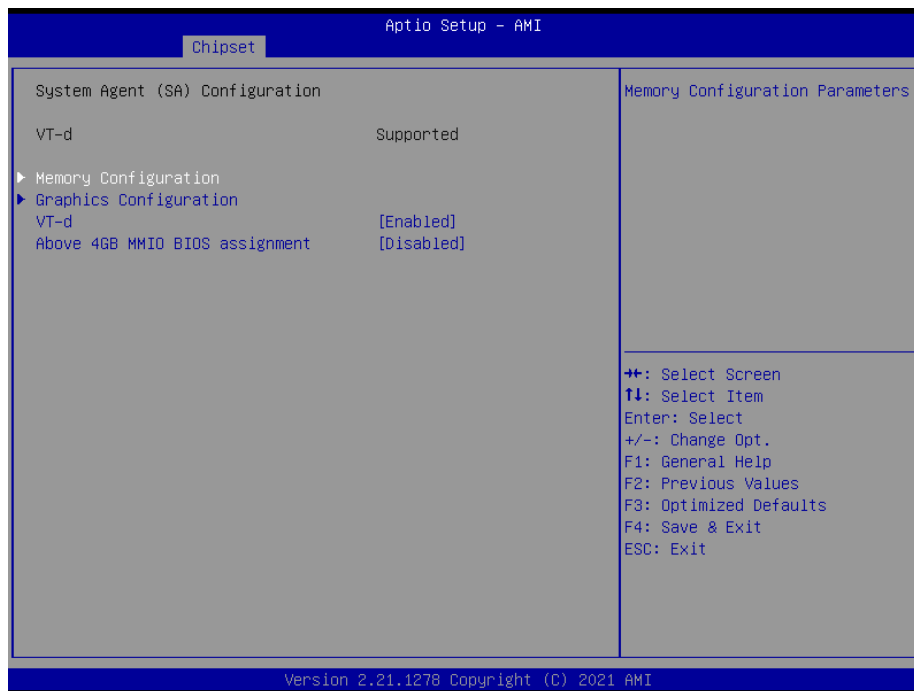 Aptio Setup – AMI
Chipset
System Agent (SA) Configuration
VT-d Supported
Memory Configuration
Graphics Configuration
VT-d [Enabled]
Above 4GB MMIO BIOS assignment [Disabled]
Memory Configuration Parameters
→←: Select Screen
↑↓: Select Item
Enter: Select
+/-: Change Opt.
F1: General Help
F2: Previous Values
F3: Optimized Defaults
F4: Save & Exit
ESC: Exit
Version 2.21.1278 Copyright (C) 2021 AMI